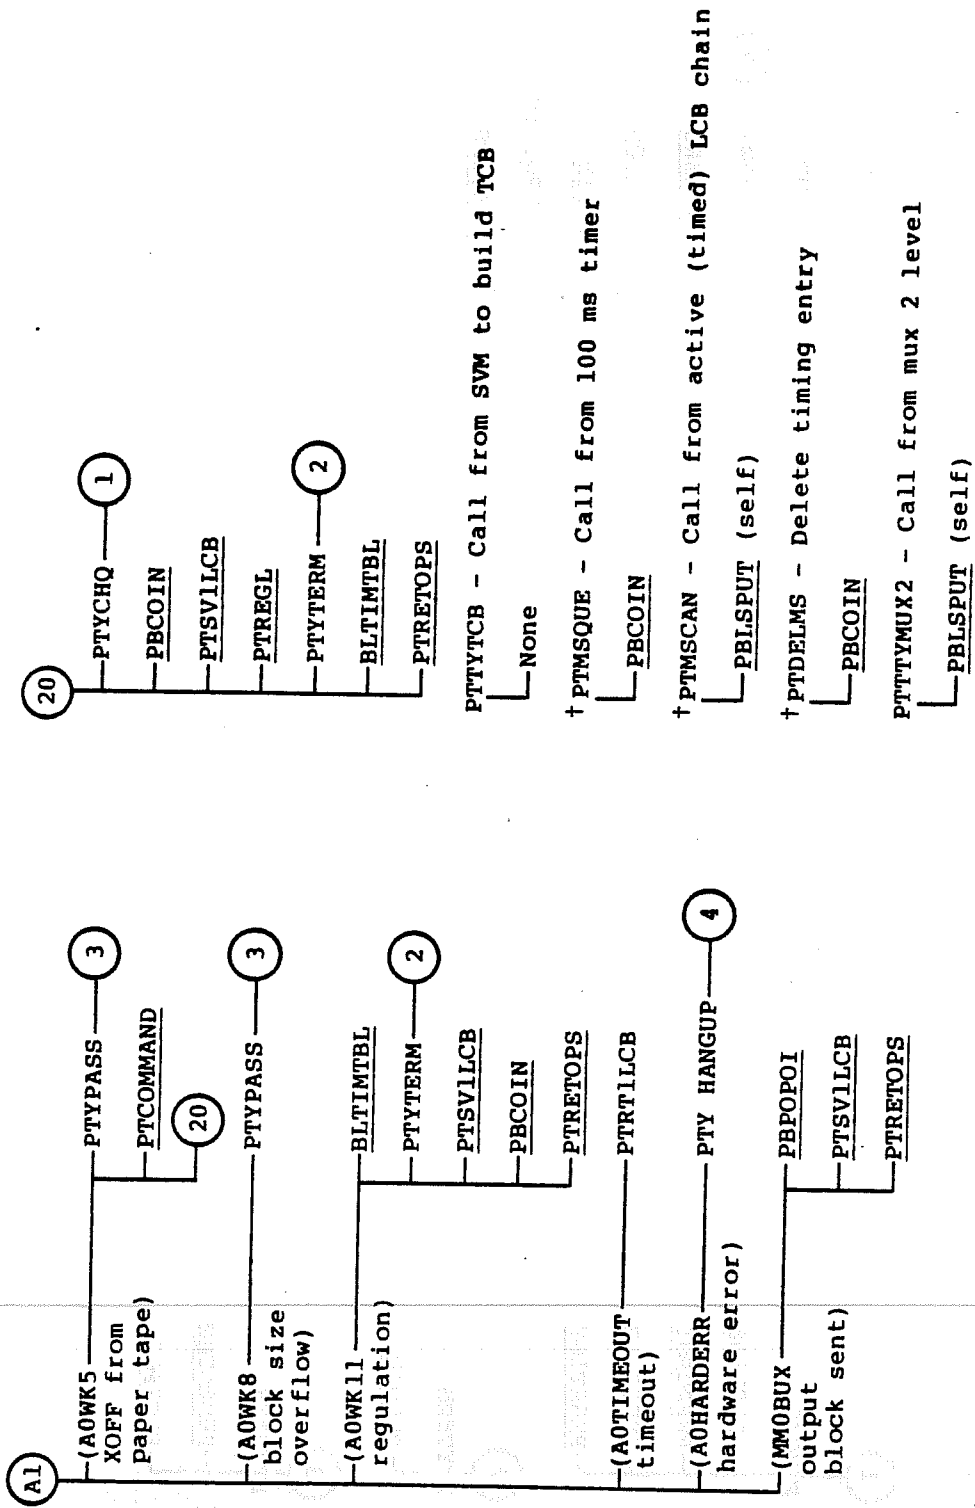 A1
(A0WK5
XOFF from
paper tape)
PTYPASS
3
PTCOMMAND
20
(A0WK8
block size
overflow)
PTYPASS
3
(A0WK11
regulation)
BLTIMTBL
PTYTERM
2
PTSV1LCB
PBCOIN
PTRETOPS
(A0TIMEOUT
timeout)
PTRT1LCB
(A0HARDERR
hardware error)
PTY HANGUP
4
(MMOBUX
output
block sent)
PBPOPOI
PTSV1LCB
PTRETOPS
20
PTYCHQ
1
PBCOIN
PTSV1LCB
PTREGL
PTYTERM
2
BLTIMTBL
PTRETOPS
PTTYTCB - Call from SVM to build TCB
None
†PTMSQUE - Call from 100 ms timer
PBCOIN
†PTMSCAN - Call from active (timed) LCB chain
PBLSPUT (self)
†PTDELMS - Delete timing entry
PBCOIN
PTTTYMUX2 - Call from mux 2 level
PBLSPUT (self)